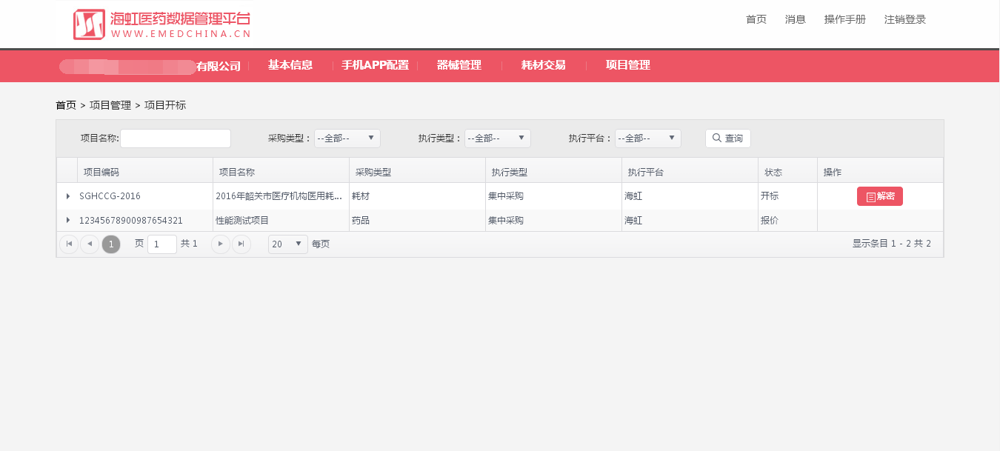 海虹医药数据管理平台
WWW.EMEDCHINA.CN
首页 消息 操作手册 注销登录
有限公司 基本信息 手机APP配置 器械管理 耗材交易 项目管理
首页 > 项目管理 > 项目开标
项目名称: 采购类型： --全部-- 执行类型： --全部-- 执行平台： --全部-- 查询
项目编码 项目名称 采购类型 执行类型 执行平台 状态 操作
SGHCCG-2016 2016年韶关市医疗机构医用耗... 耗材 集中采购 海虹 开标 解密
12345678900987654321 性能测试项目 药品 集中采购 海虹 报价
1 页 1 共 1 20 每页 显示条目 1 - 2 共 2